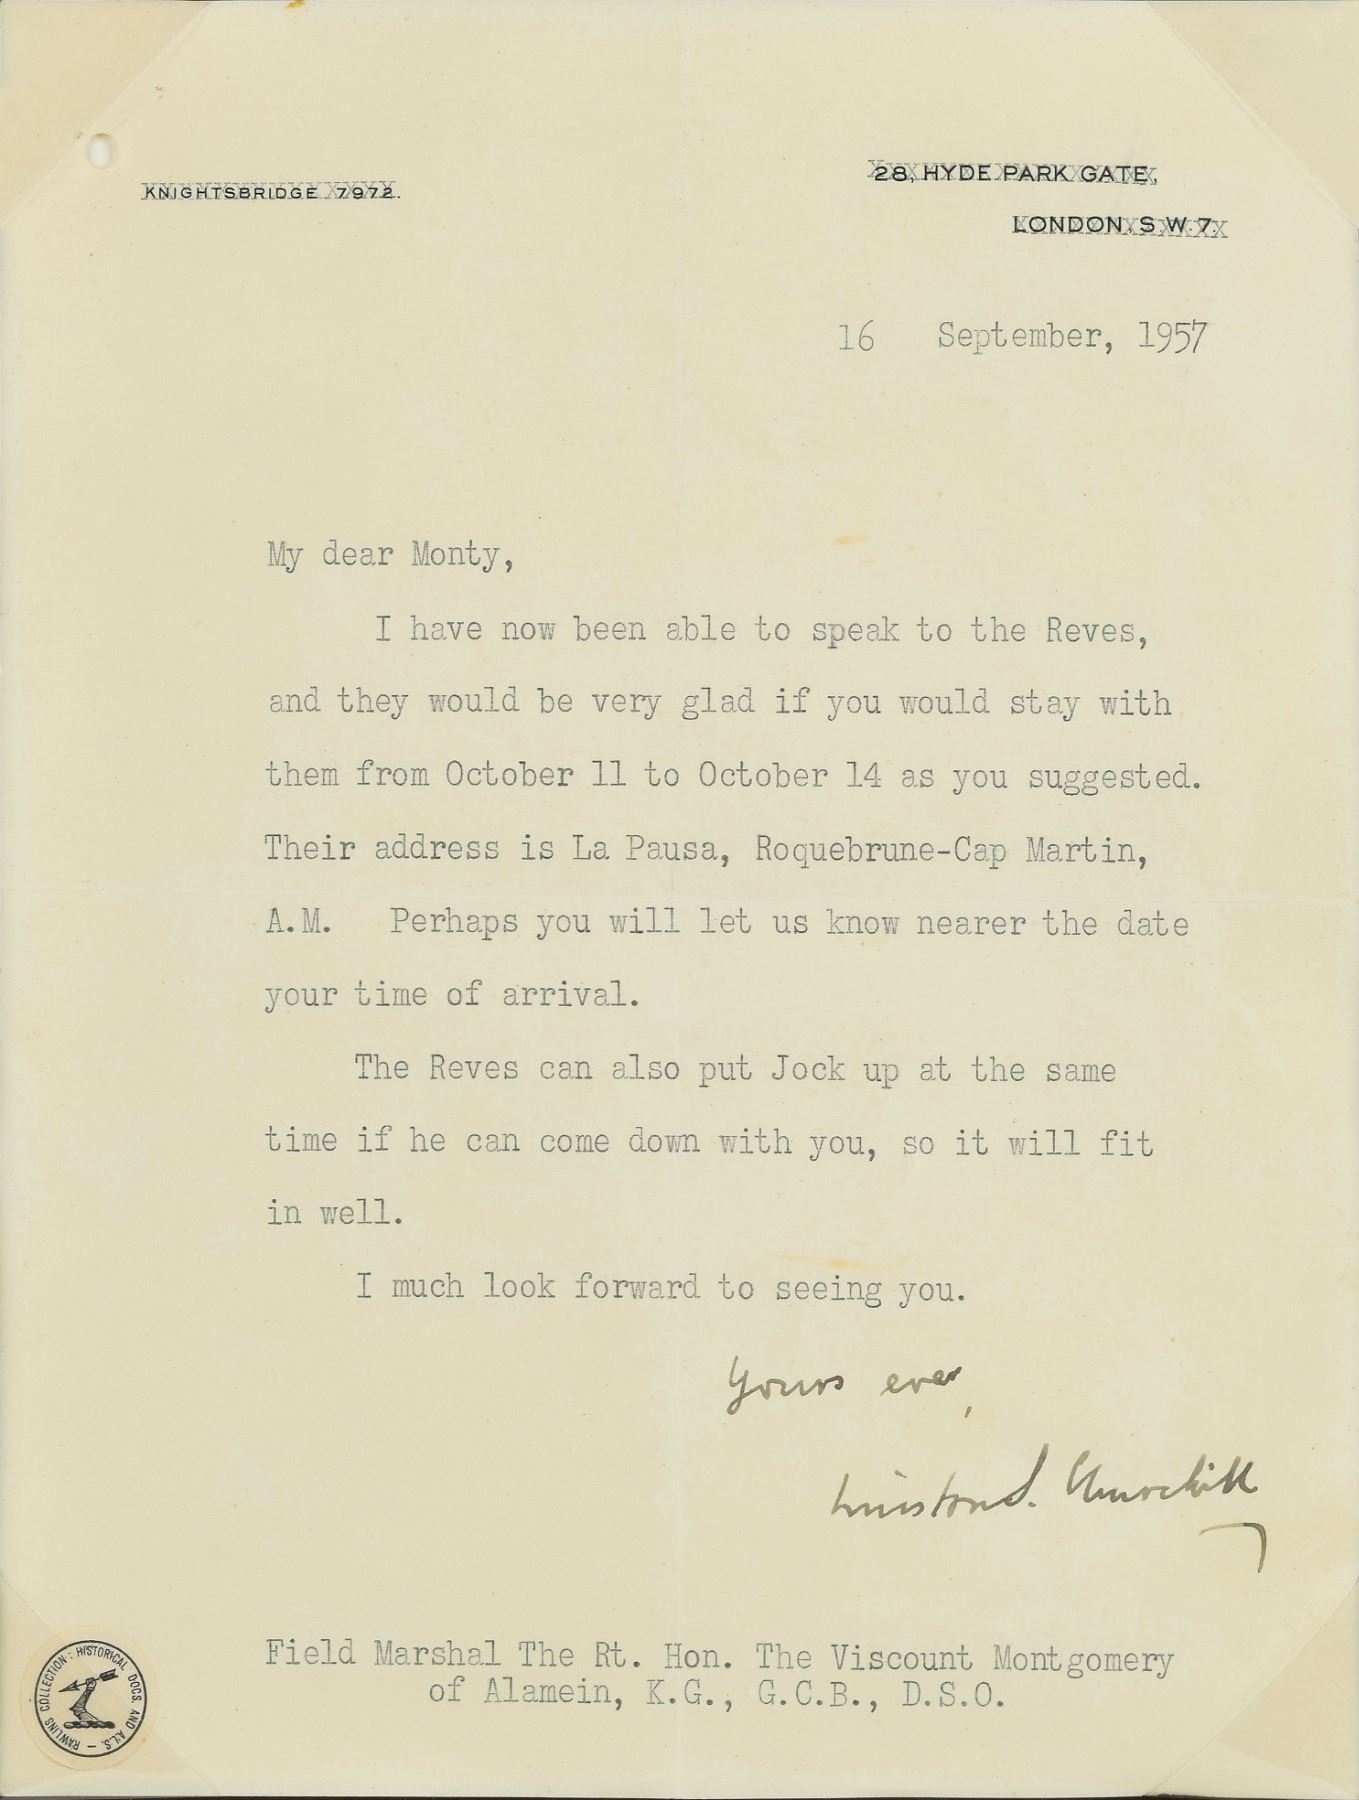 KNIGHTSBRIDGE 7972.
28, HYDE PARK GATE,
LONDON, S.W.7.
16 September, 1957
My dear Monty,
I have now been able to speak to the Reves,
and they would be very glad if you would stay with
them from October 11 to October 14 as you suggested.
Their address is La Pausa, Roquebrune-Cap Martin,
A.M. Perhaps you will let us know nearer the date
your time of arrival.
The Reves can also put Jock up at the same
time if he can come down with you, so it will fit
in well.
I much look forward to seeing you.
Yours ever,
Winston S. Churchill
Field Marshal The Rt. Hon. The Viscount Montgomery
of Alamein, K.G., G.C.B., D.S.O.
RAWLINS COLLECTION: HISTORICAL DOCS. AND A.L.S. —